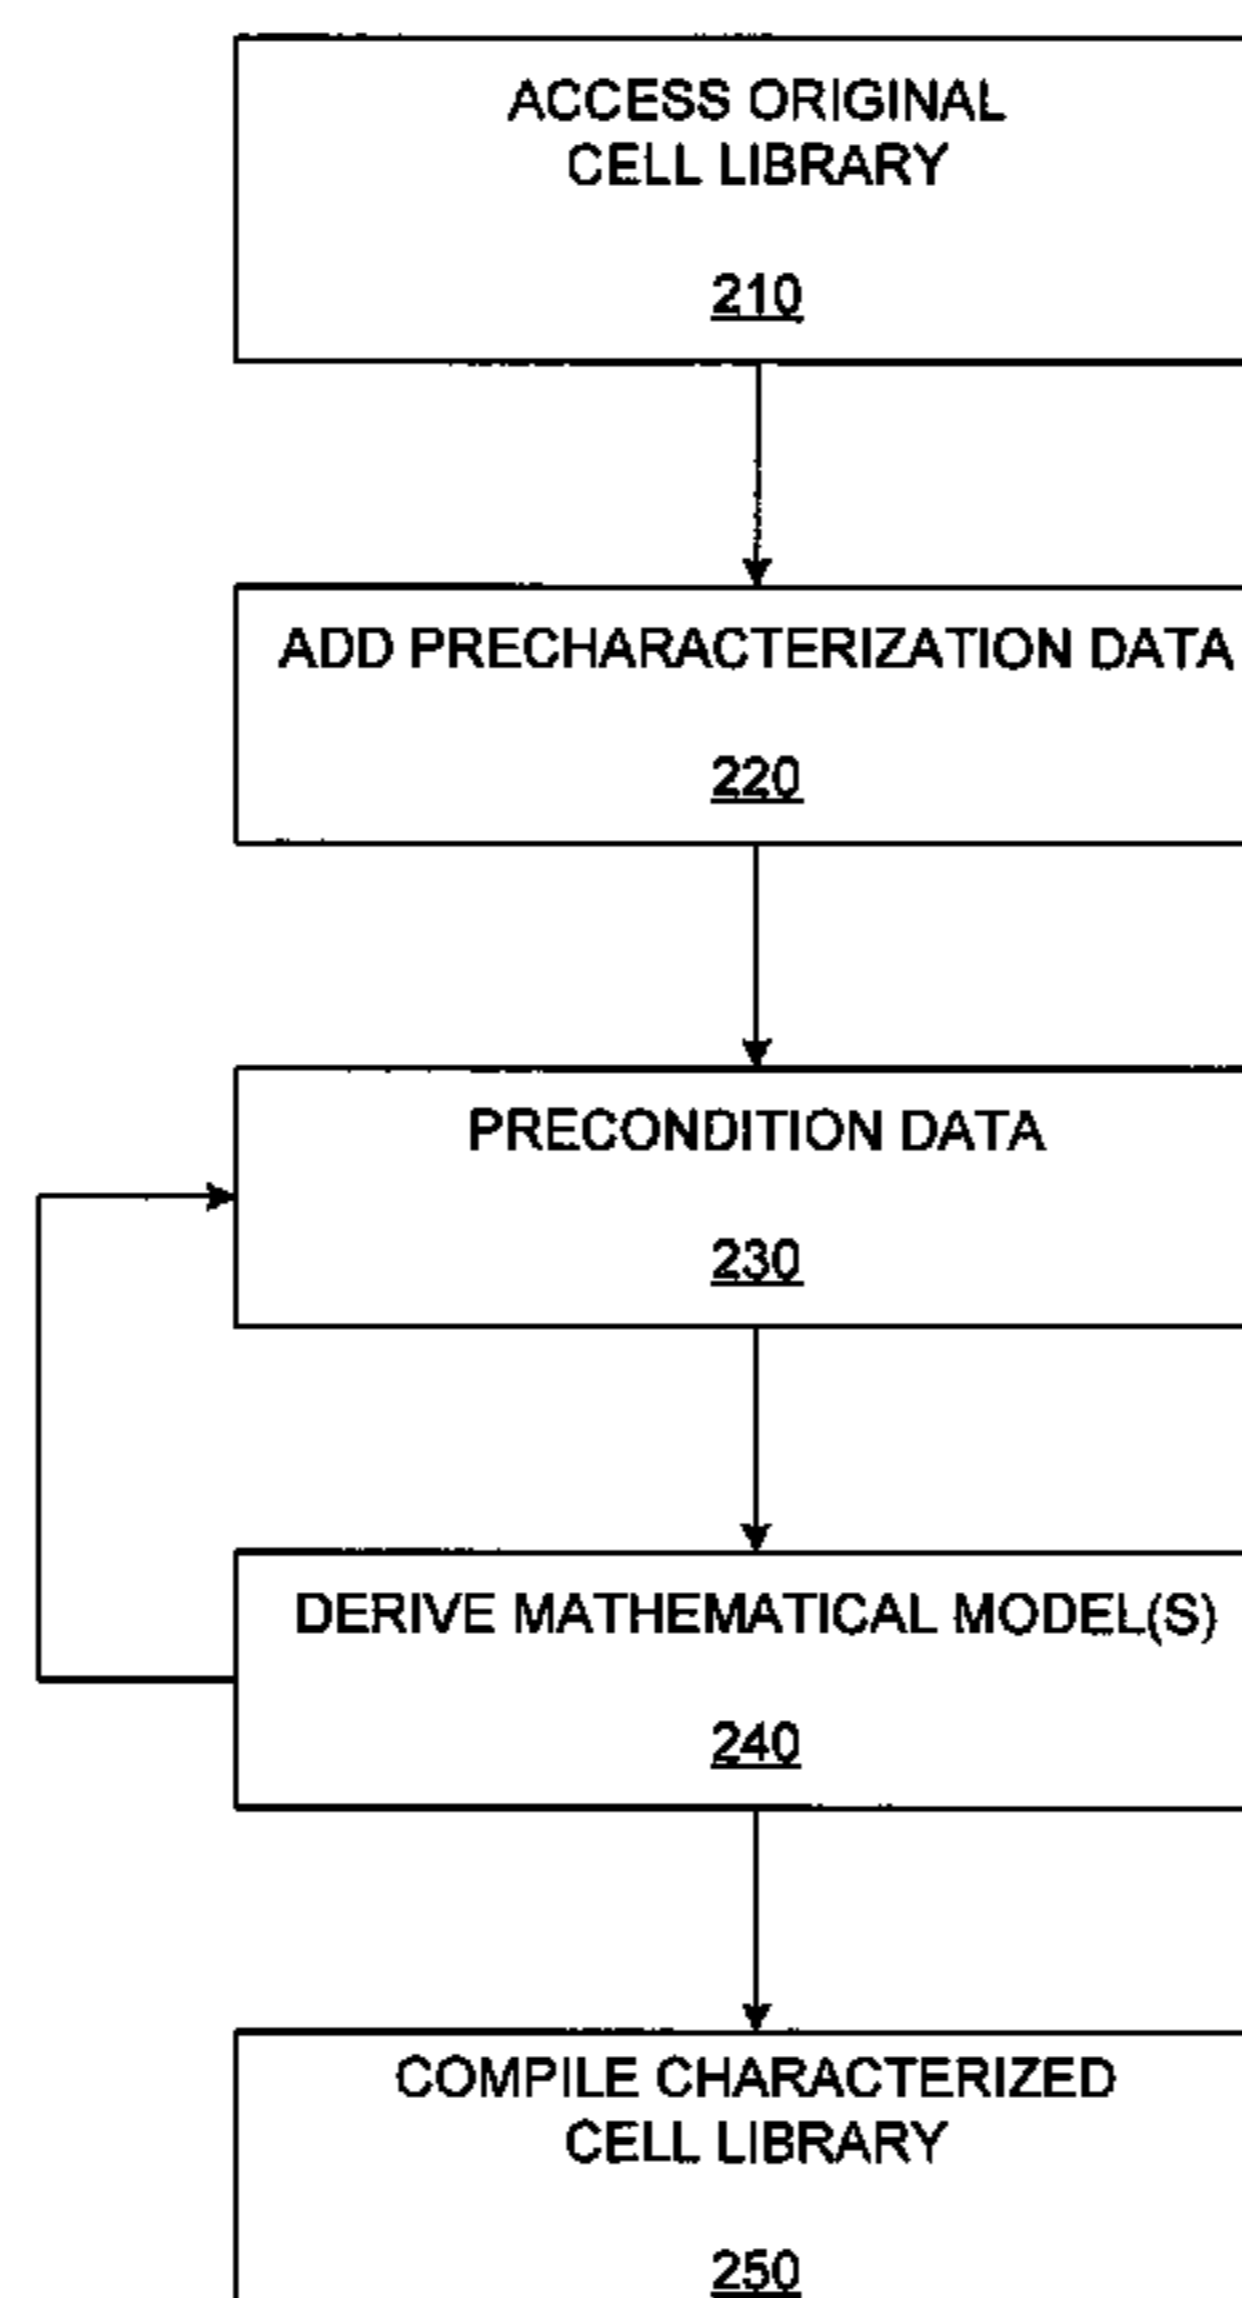 ACCESS ORIGINAL
CELL LIBRARY
210
ADD PRECHARACTERIZATION DATA
220
PRECONDITION DATA
230
DERIVE MATHEMATICAL MODEL(S)
240
COMPILE CHARACTERIZED
CELL LIBRARY
250